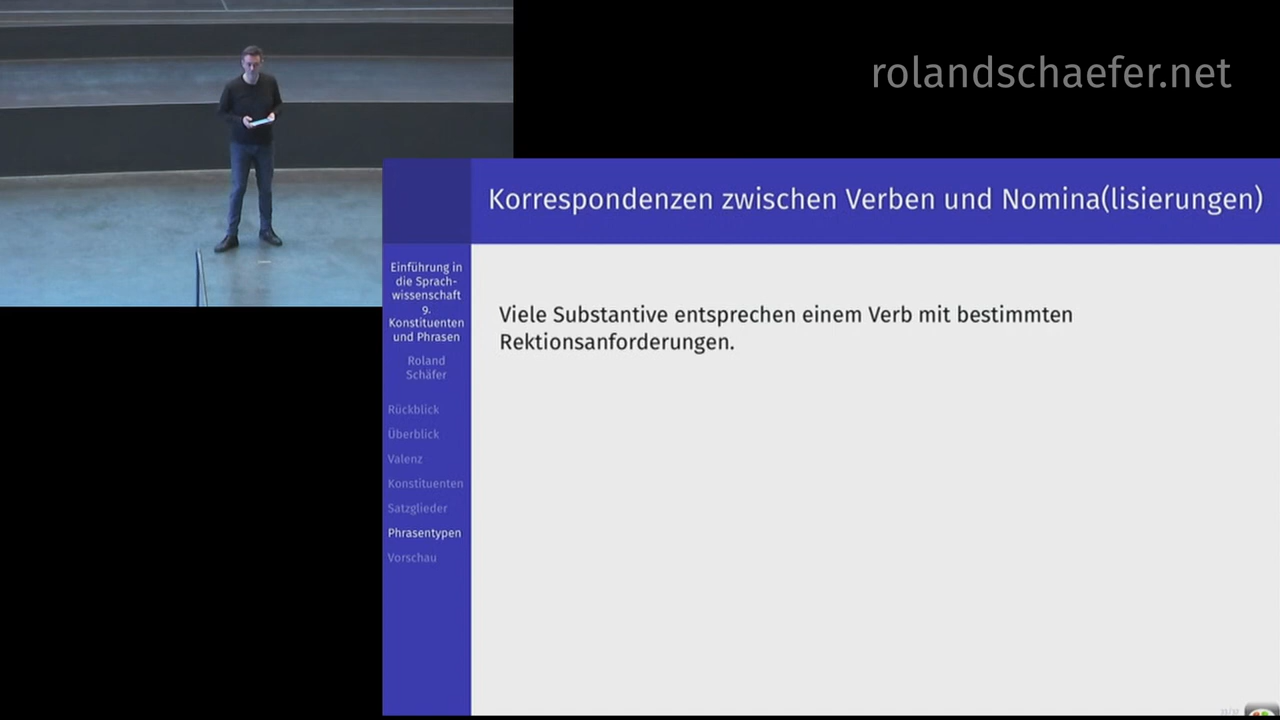 rolandschaefer.net
Korrespondenzen zwischen Verben und Nomina(lisierungen)
Einführung in
die Sprach-
wissenschaft
9.
Konstituenten
und Phrasen
Roland
Schäfer
Rückblick
Überblick
Valenz
Konstituenten
Satzglieder
Phrasentypen
Vorschau
Viele Substantive entsprechen einem Verb mit bestimmten
Rektionsanforderungen.